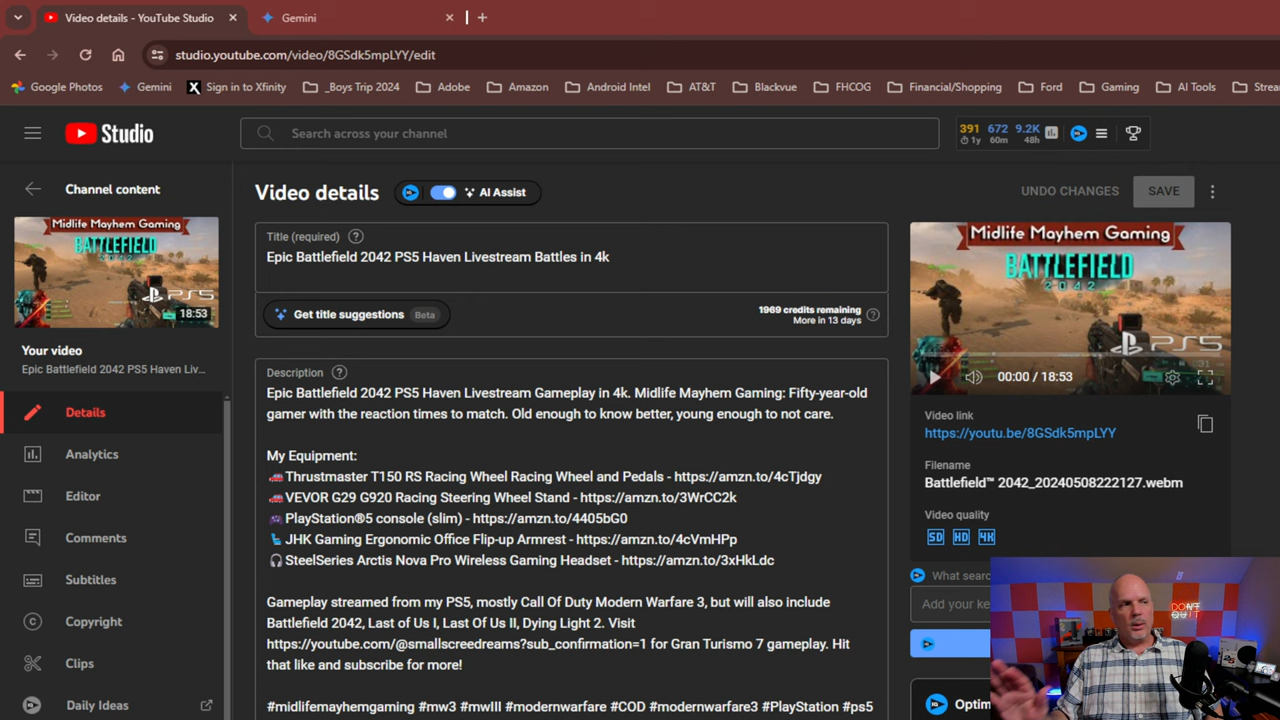 Video details - YouTube Studio
Gemini
studio.youtube.com/video/8GSdk5mpLYY/edit
Google Photos
Gemini
X
Sign in to Xfinity
_Boys Trip 2024
Adobe
Amazon
Android Intel
AT&T
Blackvue
FHCOG
Financial/Shopping
Ford
Gaming
AI Tools
Strea
Studio
Search across your channel
391 672 9.2K
1y 60m 48h
Channel content
Video details
AI Assist
UNDO CHANGES
SAVE
Midlife Mayhem Gaming
BATTLEFIELD
2042
PS5
18:53
Your video
Epic Battlefield 2042 PS5 Haven Liv...
Details
Analytics
Editor
Comments
Subtitles
Copyright
Clips
Daily Ideas
Title (required)
Epic Battlefield 2042 PS5 Haven Livestream Battles in 4k
Get title suggestions Beta
1969 credits remaining
More in 13 days
Description
Epic Battlefield 2042 PS5 Haven Livestream Gameplay in 4k. Midlife Mayhem Gaming: Fifty-year-old
gamer with the reaction times to match. Old enough to know better, young enough to not care.
My Equipment:
🚗Thrustmaster T150 RS Racing Wheel Racing Wheel and Pedals - https://amzn.to/4cTjdgy
🚗VEVOR G29 G920 Racing Steering Wheel Stand - https://amzn.to/3WrCC2k
🎮PlayStation®5 console (slim) - https://amzn.to/4405bG0
💺JHK Gaming Ergonomic Office Flip-up Armrest - https://amzn.to/4cVmHPp
🎧SteelSeries Arctis Nova Pro Wireless Gaming Headset - https://amzn.to/3xHkLdc
Gameplay streamed from my PS5, mostly Call Of Duty Modern Warfare 3, but will also include
Battlefield 2042, Last of Us I, Last Of Us II, Dying Light 2. Visit
https://youtube.com/@smallscreedreams?sub_confirmation=1 for Gran Turismo 7 gameplay. Hit
that like and subscribe for more!
#midlifemayhemgaming #mw3 #mwIII #modernwarfare #COD #modernwarfare3 #PlayStation #ps5
Midlife Mayhem Gaming
BATTLEFIELD
2042
PS5
00:00 / 18:53
Video link
https://youtu.be/8GSdk5mpLYY
Filename
Battlefield™ 2042_20240508222127.webm
Video quality
SD HD 4K
What searc
Add your ke
Optim
DON'T
QUIT